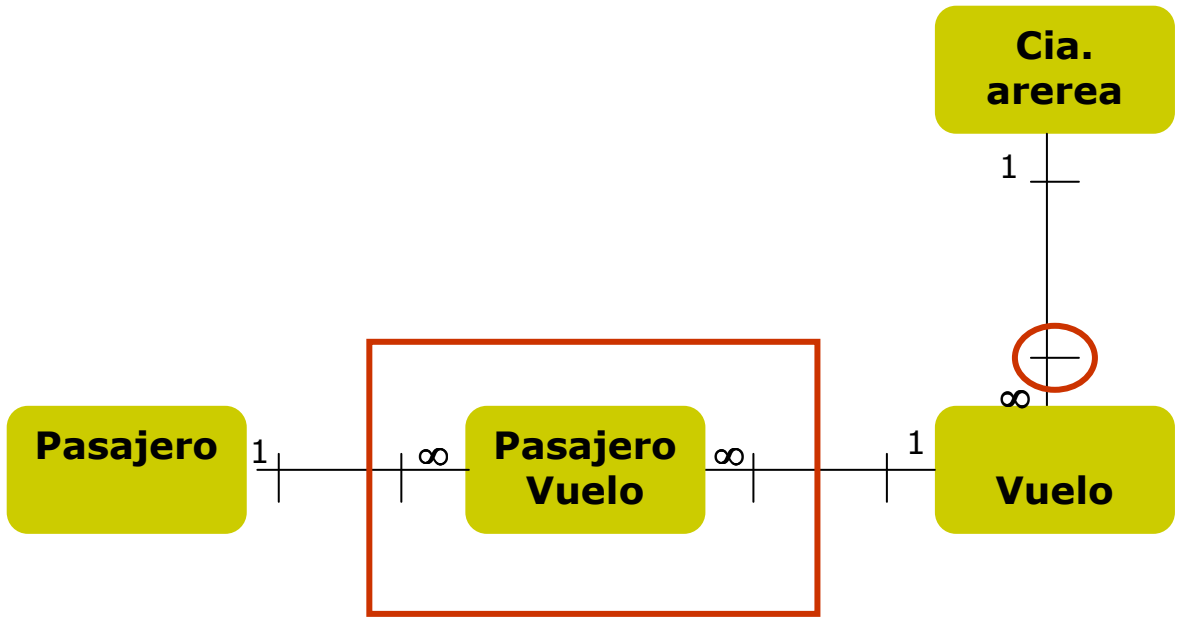 Cia.
arerea
1
∞
Pasajero
1
∞
Pasajero
Vuelo
∞
1
Vuelo